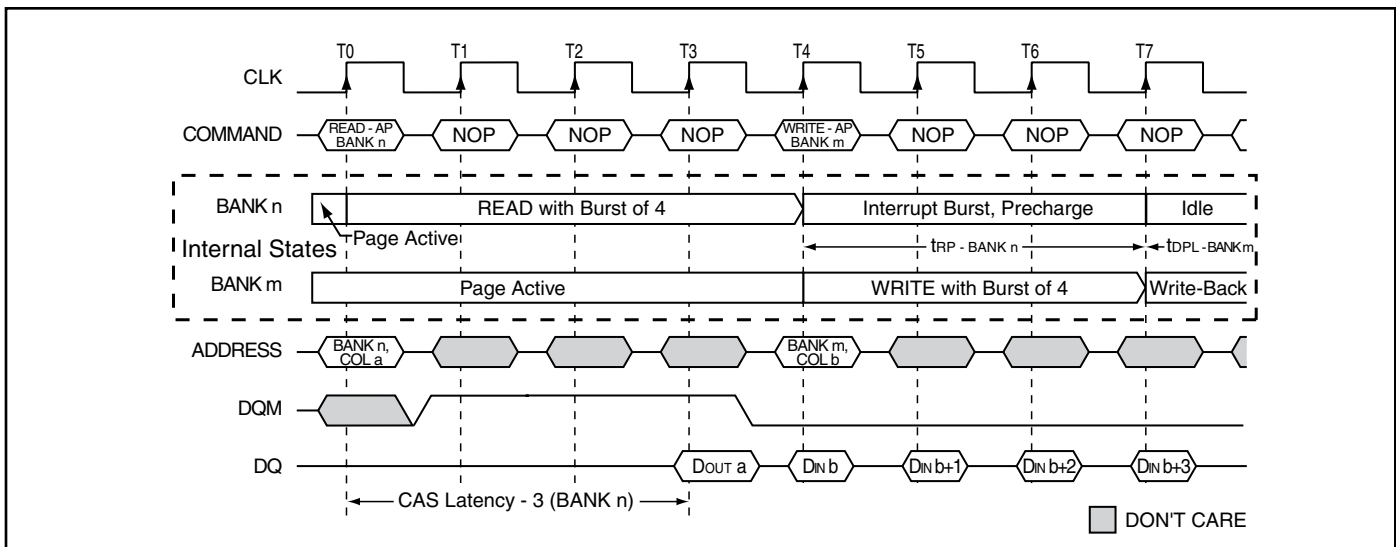 T0 T1 T2 T3 T4 T5 T6 T7
CLK
COMMAND READ - AP BANK n NOP NOP NOP WRITE - AP BANK m NOP NOP NOP
BANK n READ with Burst of 4 Interrupt Burst, Precharge Idle
Page Active
Internal States
tRP - BANK n tDPL - BANK m
BANK m Page Active WRITE with Burst of 4 Write-Back
ADDRESS BANK n, COL a BANK m, COL b
DQM
DQ DOUT a DIN b DIN b+1 DIN b+2 DIN b+3
CAS Latency - 3 (BANK n)
DON'T CARE